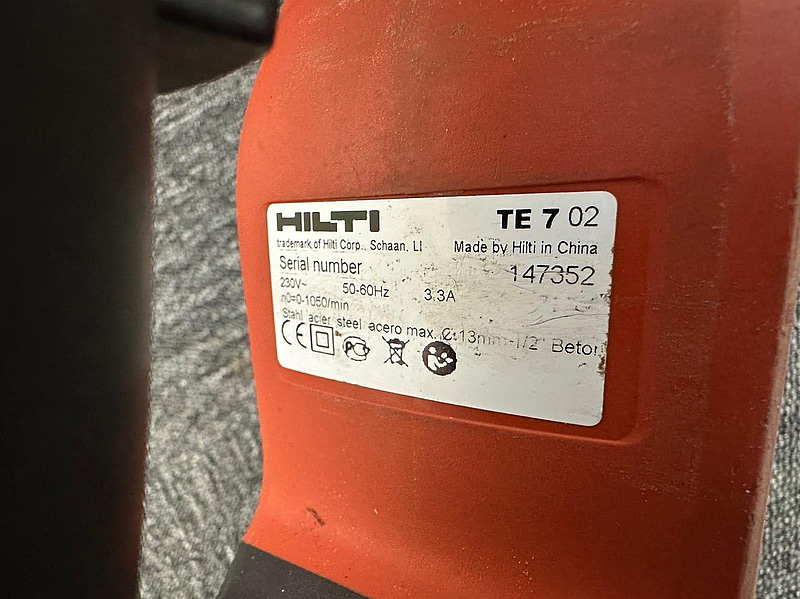 HILTI TE 7 02
trademark of Hilti Corp., Schaan, LI Made by Hilti in China
Serial number 147352
230V~ 50-60Hz 3.3A
n0=0-1050/min
Stahl acier steel acero max. Ø 13mm-1/2" Beton
CE